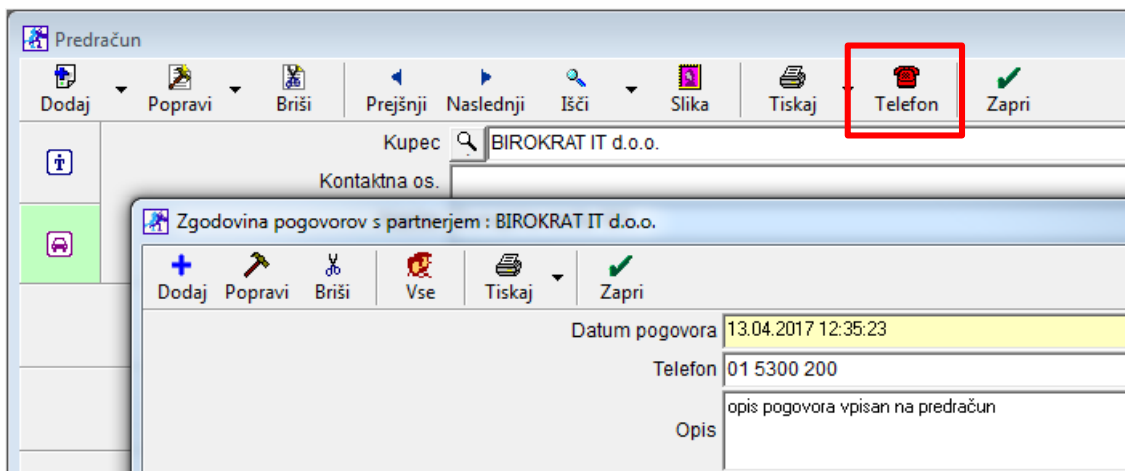 Predračun
Dodaj Popravi Briši Prejšnji Naslednji Išči Slika Tiskaj Telefon Zapri
Kupec BIROKRAT IT d.o.o.
Kontaktna os.
Zgodovina pogovorov s partnerjem : BIROKRAT IT d.o.o.
Dodaj Popravi Briši Vse Tiskaj Zapri
Datum pogovora 13.04.2017 12:35:23
Telefon 01 5300 200
opis pogovora vpisan na predračun
Opis